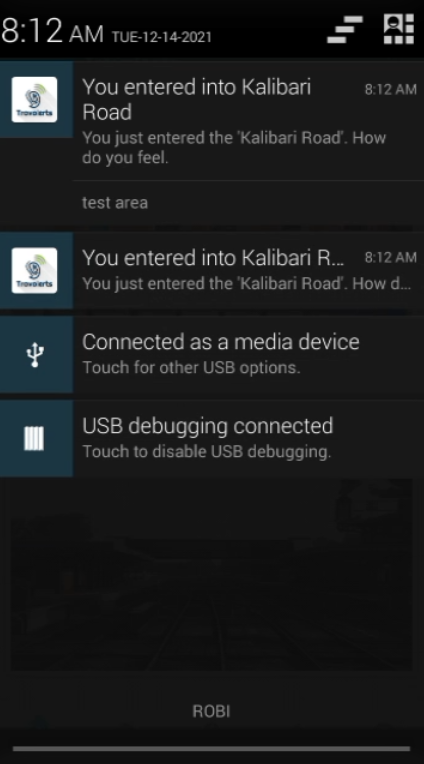 8:12 AM TUE-12-14-2021
You entered into Kalibari
Road
8:12 AM
You just entered the 'Kalibari Road'. How
do you feel.
Travalerts
test area
You entered into Kalibari R...
8:12 AM
You just entered the 'Kalibari Road'. How d...
Travalerts
Connected as a media device
Touch for other USB options.
USB debugging connected
Touch to disable USB debugging.
ROBI